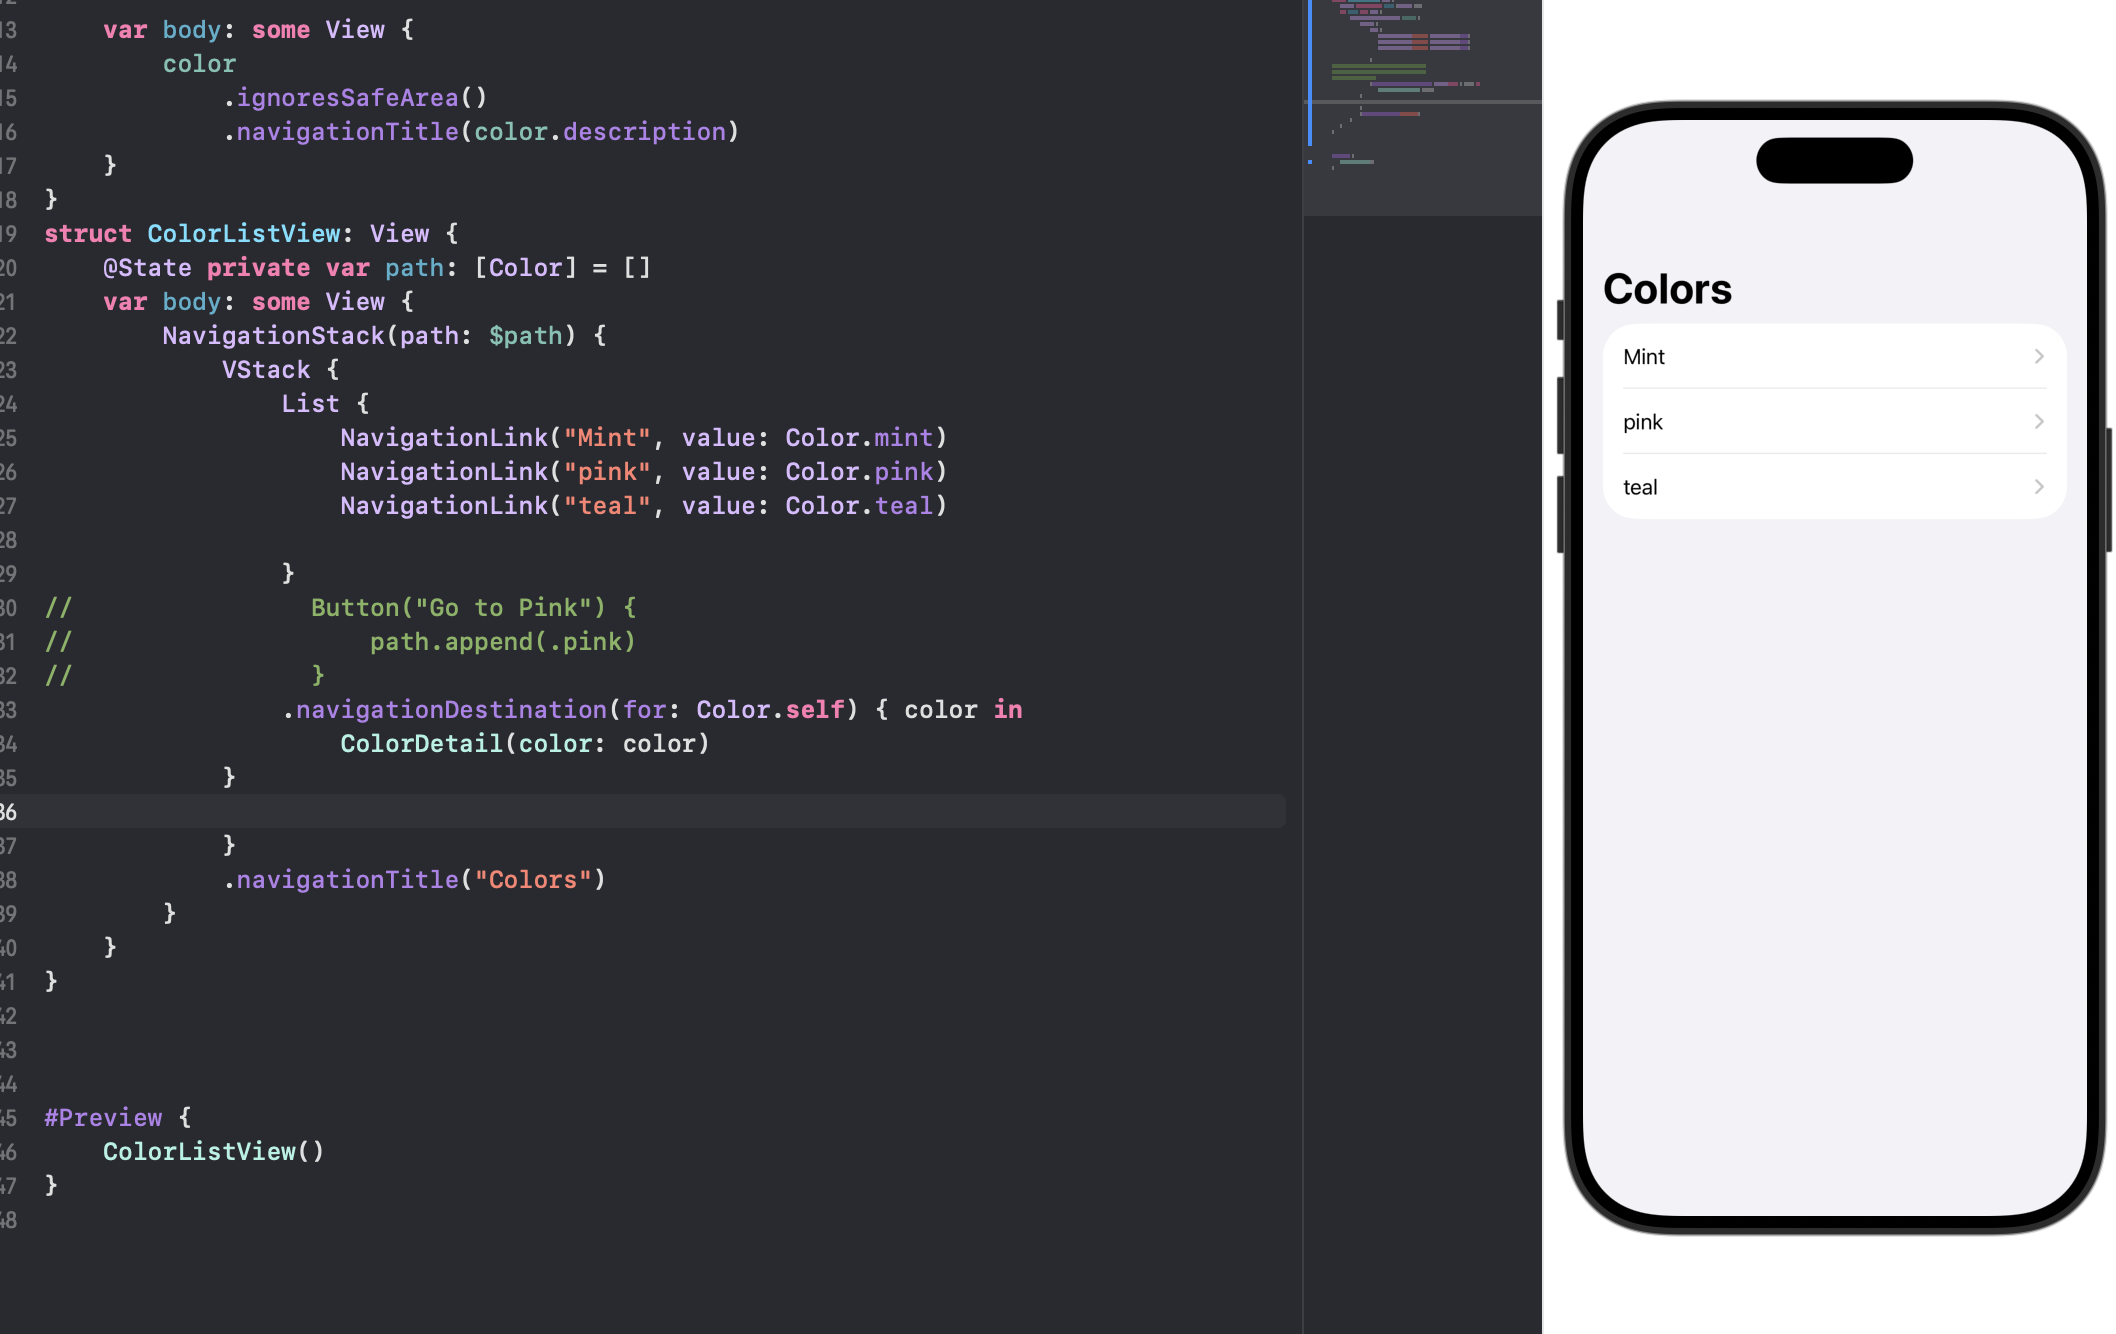 13    var body: some View {
14        color
15            .ignoresSafeArea()
16            .navigationTitle(color.description)
17    }
18 }
19 struct ColorListView: View {
20    @State private var path: [Color] = []
21    var body: some View {
22        NavigationStack(path: $path) {
23            VStack {
24                List {
25                    NavigationLink("Mint", value: Color.mint)
26                    NavigationLink("pink", value: Color.pink)
27                    NavigationLink("teal", value: Color.teal)
28
29                }
30 //                Button("Go to Pink") {
31 //                    path.append(.pink)
32 //                }
33                .navigationDestination(for: Color.self) { color in
34                    ColorDetail(color: color)
35            }
36
37            }
38            .navigationTitle("Colors")
39        }
40    }
41 }
42
43
44
45 #Preview {
46    ColorListView()
47 }
48
Colors
Mint
pink
teal